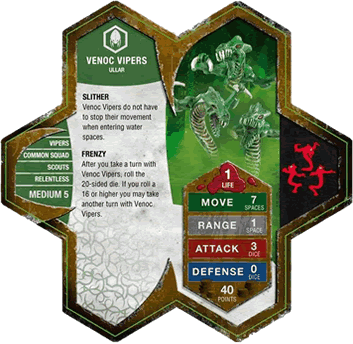 VENOC VIPERS
ULLAR
SLITHER
Venoc Vipers do not have
to stop their movement
when entering water
spaces.
FRENZY
After you take a turn with
Venoc Vipers, roll the
20-sided die. If you roll a
16 or higher you may take
another turn with Venoc
Vipers.
VIPERS
COMMON SQUAD
SCOUTS
RELENTLESS
MEDIUM 5
1
LIFE
MOVE 7 SPACES
RANGE 1 SPACE
ATTACK 3 DICE
DEFENSE 0 DICE
40
POINTS